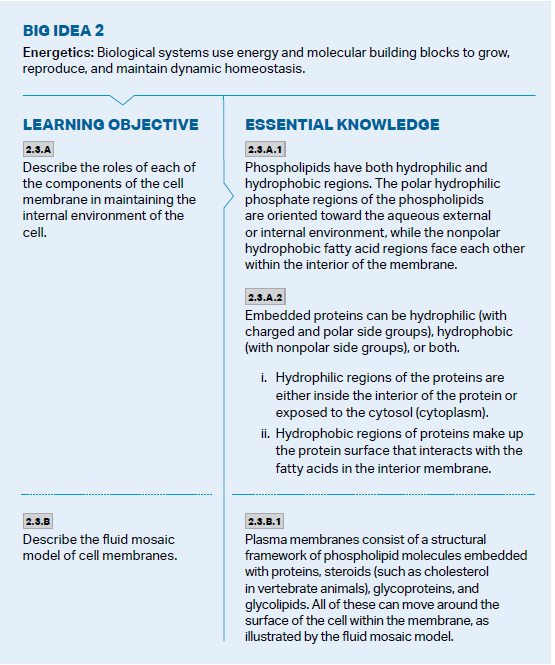 BIG IDEA 2
Energetics: Biological systems use energy and molecular building blocks to grow,
reproduce, and maintain dynamic homeostasis.
LEARNING OBJECTIVE
2.3.A
Describe the roles of each of
the components of the cell
membrane in maintaining the
internal environment of the
cell.
ESSENTIAL KNOWLEDGE
2.3.A.1
Phospholipids have both hydrophilic and
hydrophobic regions. The polar hydrophilic
phosphate regions of the phospholipids
are oriented toward the aqueous external
or internal environment, while the nonpolar
hydrophobic fatty acid regions face each other
within the interior of the membrane.
2.3.A.2
Embedded proteins can be hydrophilic (with
charged and polar side groups), hydrophobic
(with nonpolar side groups), or both.
i. Hydrophilic regions of the proteins are
either inside the interior of the protein or
exposed to the cytosol (cytoplasm).
ii. Hydrophobic regions of proteins make up
the protein surface that interacts with the
fatty acids in the interior membrane.
2.3.B
Describe the fluid mosaic
model of cell membranes.
2.3.B.1
Plasma membranes consist of a structural
framework of phospholipid molecules embedded
with proteins, steroids (such as cholesterol
in vertebrate animals), glycoproteins, and
glycolipids. All of these can move around the
surface of the cell within the membrane, as
illustrated by the fluid mosaic model.